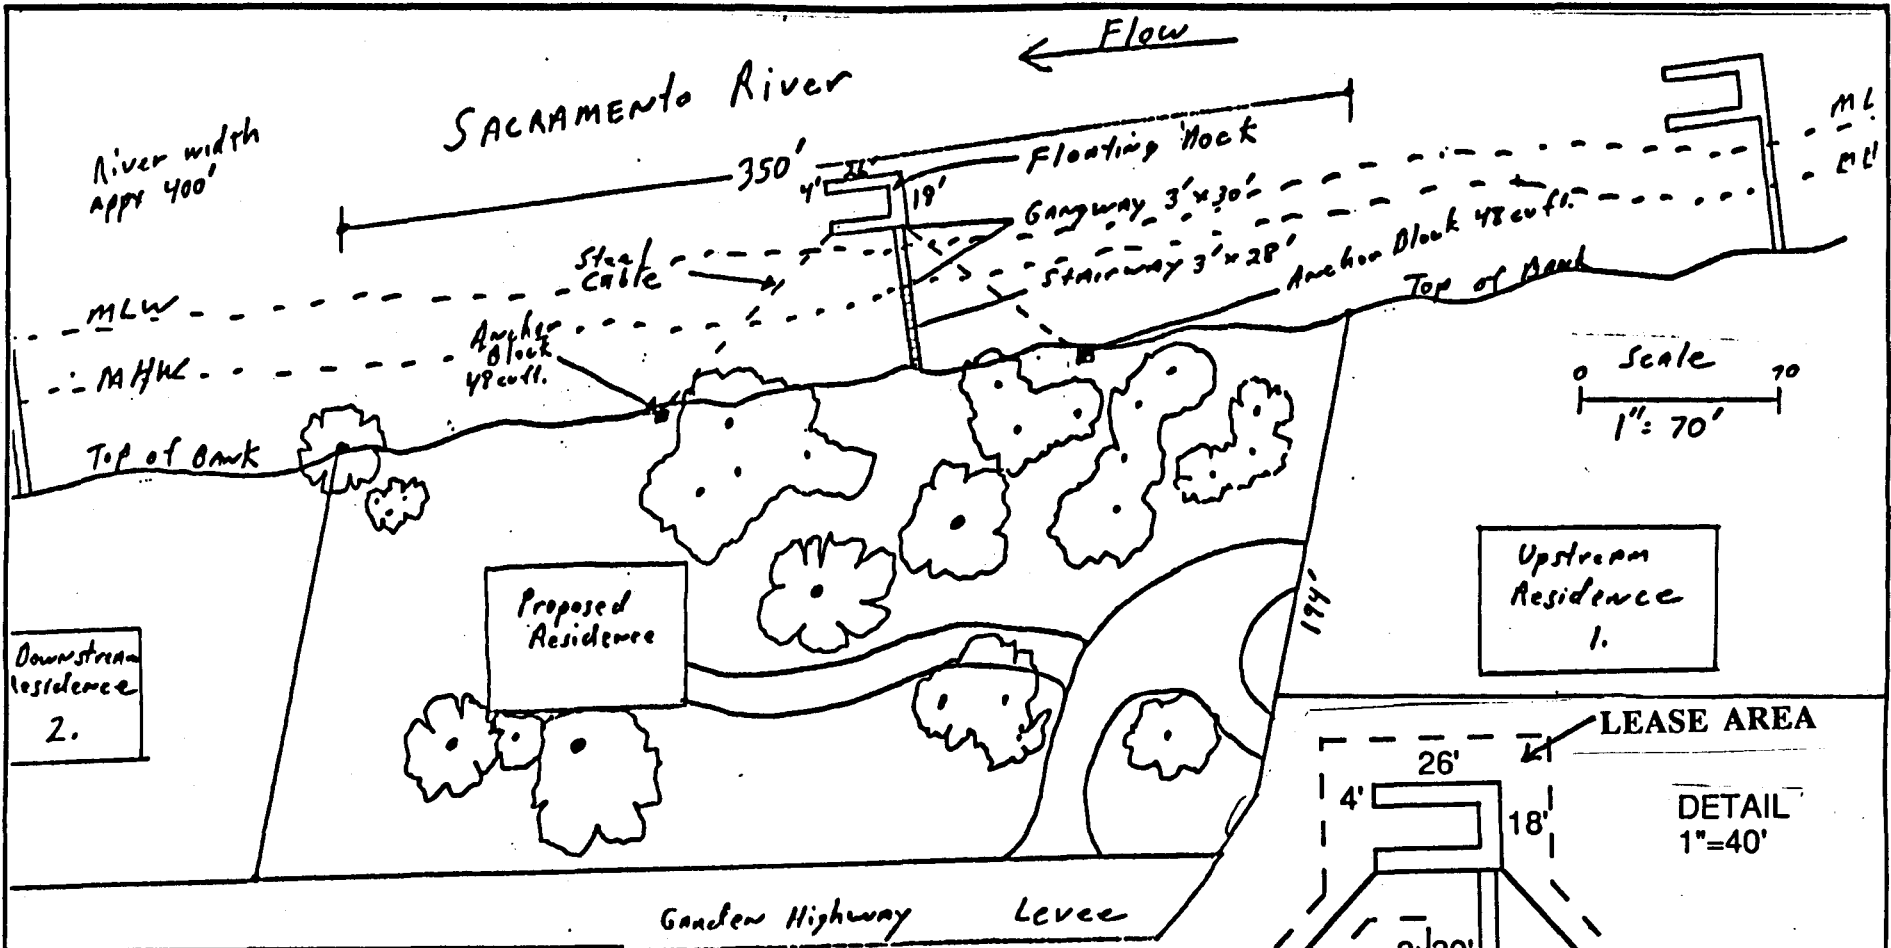 Flow
SACRAMENTO River
River width
appx 400'
350'
26'
4'
18'
Floating Dock
Gangway 3' x 30'
Stairway 3' x 28'
Anchor Block 48 cu ft.
Top of Bank
Steel
Cable
MLW
MHW
Anchor
Block
48 cu ft.
Top of Bank
Scale
0 70
1" = 70'
Proposed
Residence
Upstream
Residence
1.
194'
Downstream
Residence
2.
LEASE AREA
26'
4'
18'
DETAIL
1"=40'
Garden Highway Levee